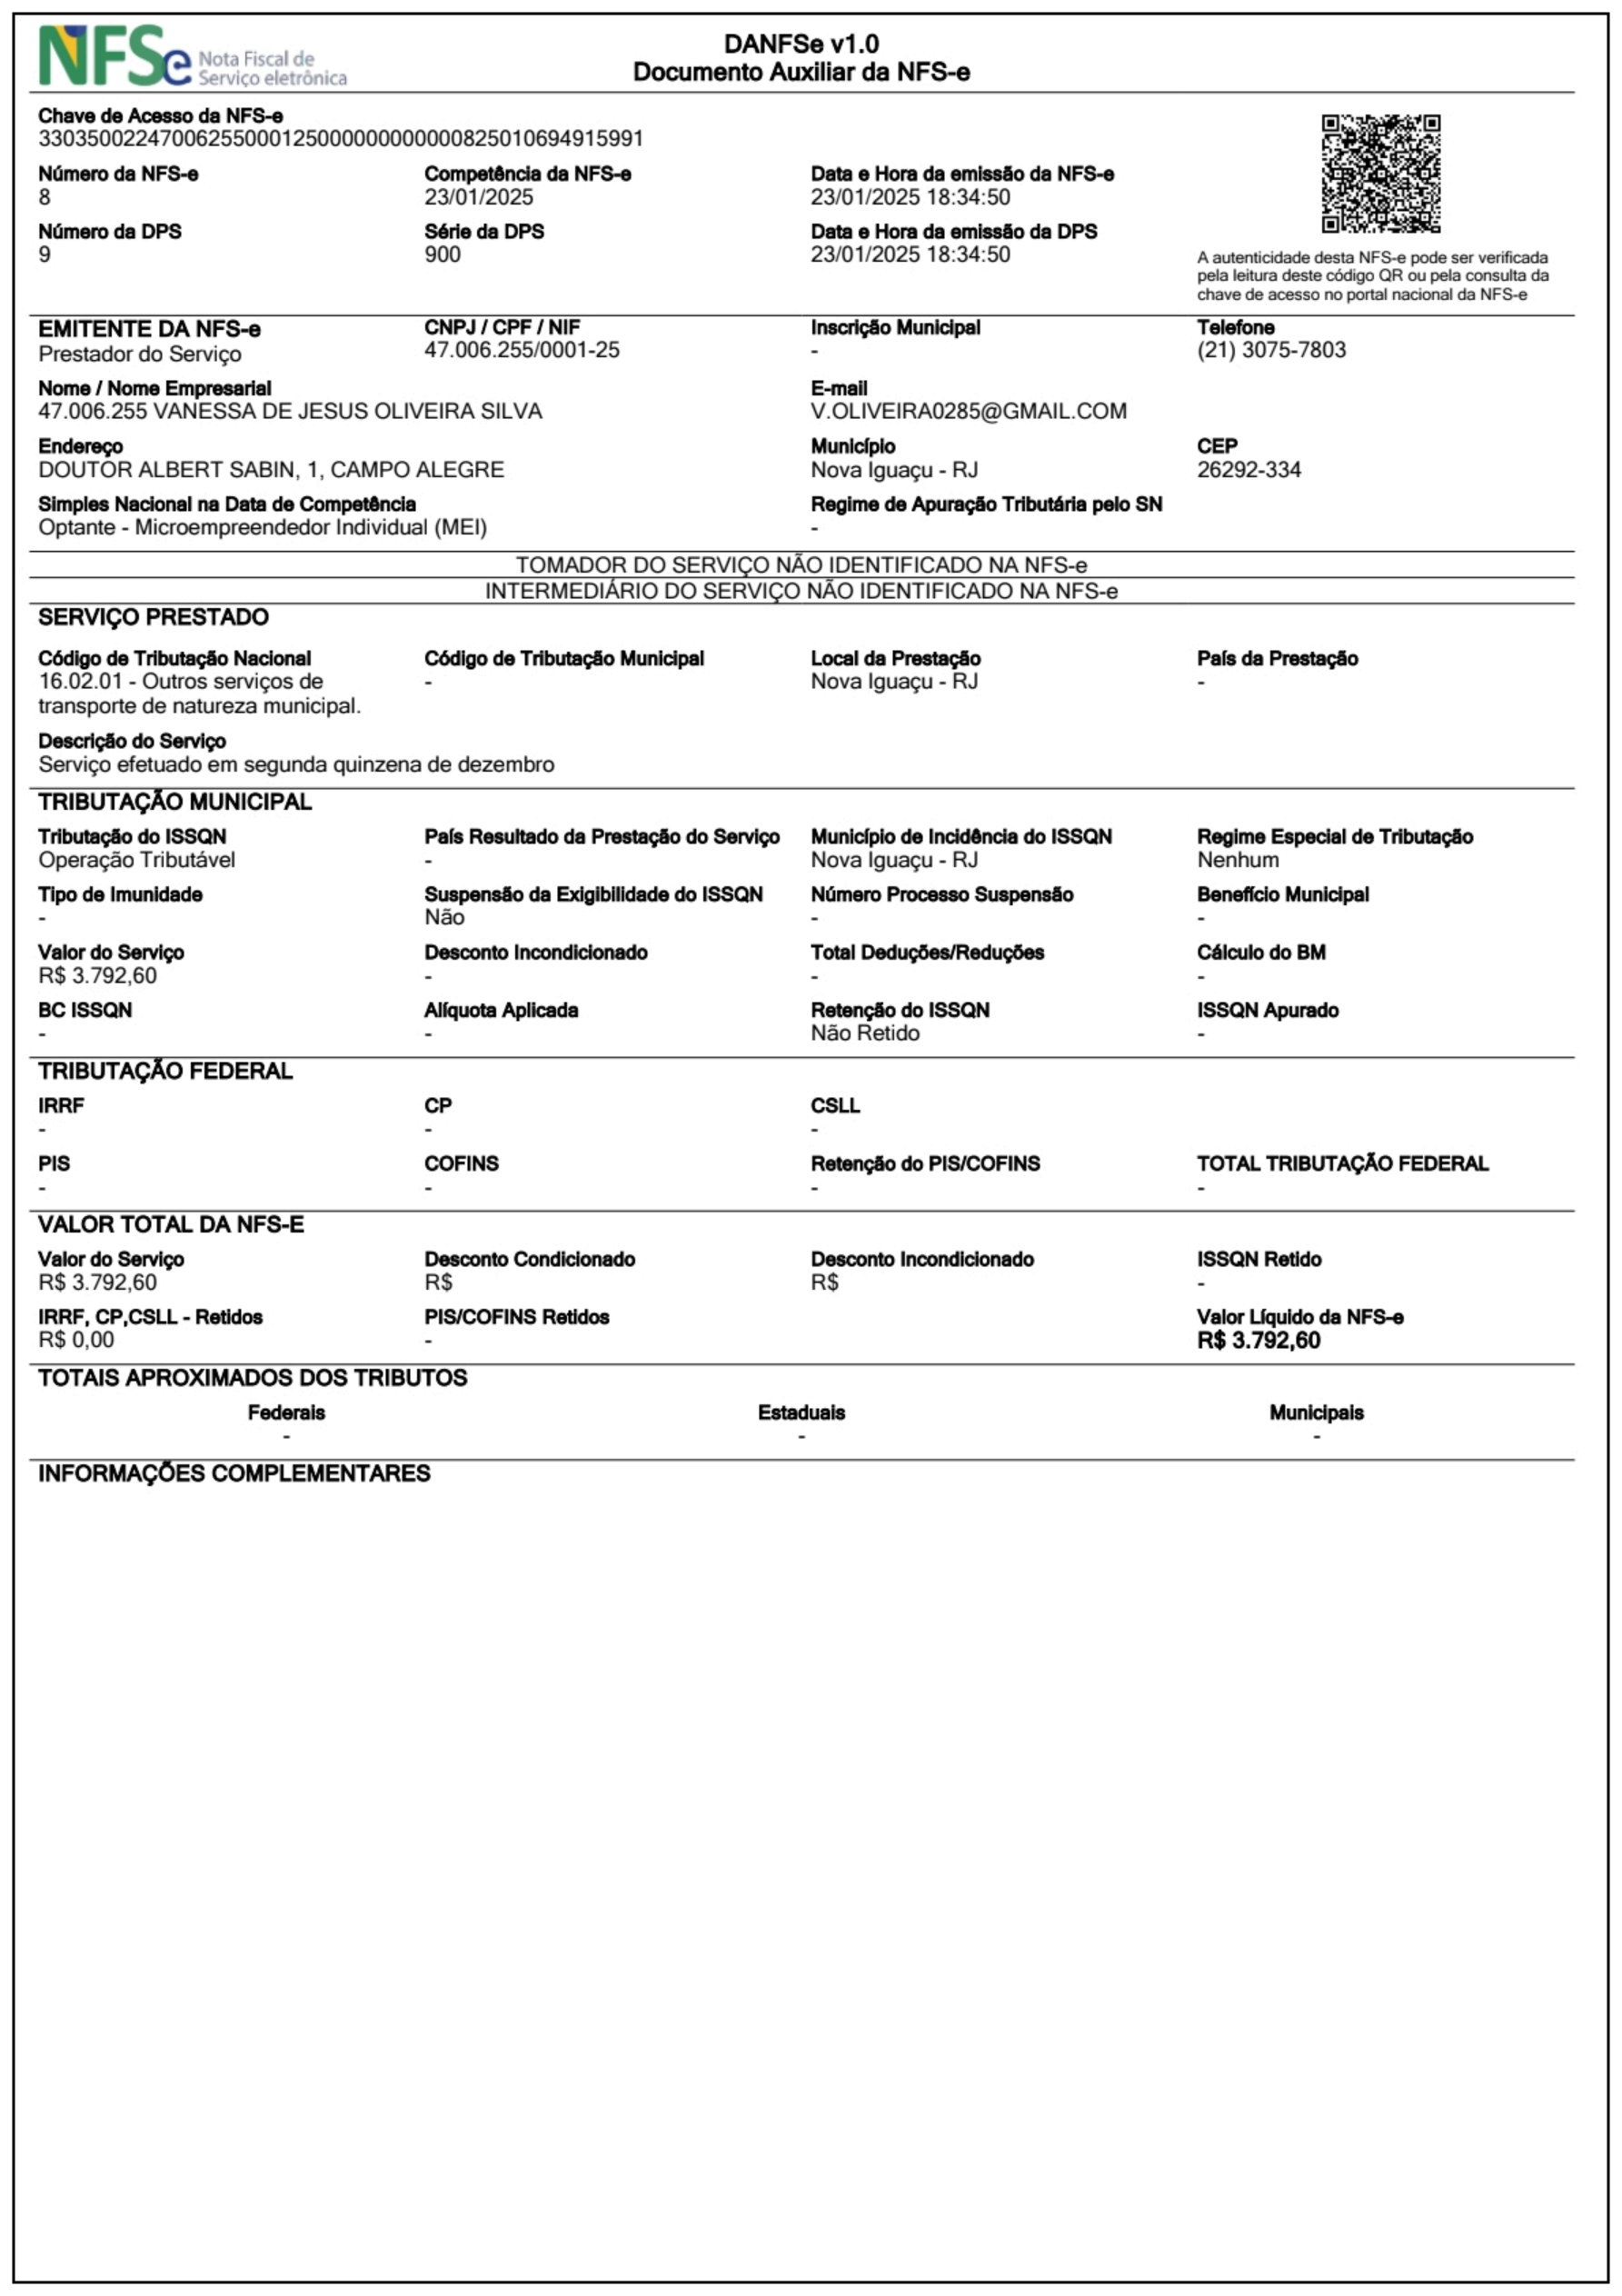 NFSe Nota Fiscal de
Serviço eletrônica
DANFSe v1.0
Documento Auxiliar da NFS-e
Chave de Acesso da NFS-e
33035002247006255000125000000000000825010694915991
Número da NFS-e Competência da NFS-e Data e Hora da emissão da NFS-e
8 23/01/2025 23/01/2025 18:34:50
Número da DPS Série da DPS Data e Hora da emissão da DPS
9 900 23/01/2025 18:34:50
A autenticidade desta NFS-e pode ser verificada
pela leitura deste código QR ou pela consulta da
chave de acesso no portal nacional da NFS-e
EMITENTE DA NFS-e CNPJ / CPF / NIF Inscrição Municipal Telefone
Prestador do Serviço 47.006.255/0001-25 - (21) 3075-7803
Nome / Nome Empresarial E-mail
47.006.255 VANESSA DE JESUS OLIVEIRA SILVA V.OLIVEIRA0285@GMAIL.COM
Endereço Município CEP
DOUTOR ALBERT SABIN, 1, CAMPO ALEGRE Nova Iguaçu - RJ 26292-334
Simples Nacional na Data de Competência Regime de Apuração Tributária pelo SN
Optante - Microempreendedor Individual (MEI) -
TOMADOR DO SERVIÇO NÃO IDENTIFICADO NA NFS-e
INTERMEDIÁRIO DO SERVIÇO NÃO IDENTIFICADO NA NFS-e
SERVIÇO PRESTADO
Código de Tributação Nacional Código de Tributação Municipal Local da Prestação País da Prestação
16.02.01 - Outros serviços de - Nova Iguaçu - RJ -
transporte de natureza municipal.
Descrição do Serviço
Serviço efetuado em segunda quinzena de dezembro
TRIBUTAÇÃO MUNICIPAL
Tributação do ISSQN País Resultado da Prestação do Serviço Município de Incidência do ISSQN Regime Especial de Tributação
Operação Tributável - Nova Iguaçu - RJ Nenhum
Tipo de Imunidade Suspensão da Exigibilidade do ISSQN Número Processo Suspensão Benefício Municipal
- Não - -
Valor do Serviço Desconto Incondicionado Total Deduções/Reduções Cálculo do BM
R$ 3.792,60 - - -
BC ISSQN Alíquota Aplicada Retenção do ISSQN ISSQN Apurado
- - Não Retido -
TRIBUTAÇÃO FEDERAL
IRRF CP CSLL
- - -
PIS COFINS Retenção do PIS/COFINS TOTAL TRIBUTAÇÃO FEDERAL
- - - -
VALOR TOTAL DA NFS-E
Valor do Serviço Desconto Condicionado Desconto Incondicionado ISSQN Retido
R$ 3.792,60 R$ R$ -
IRRF, CP,CSLL - Retidos PIS/COFINS Retidos Valor Líquido da NFS-e
R$ 0,00 - R$ 3.792,60
TOTAIS APROXIMADOS DOS TRIBUTOS
Federais Estaduais Municipais
- - -
INFORMAÇÕES COMPLEMENTARES